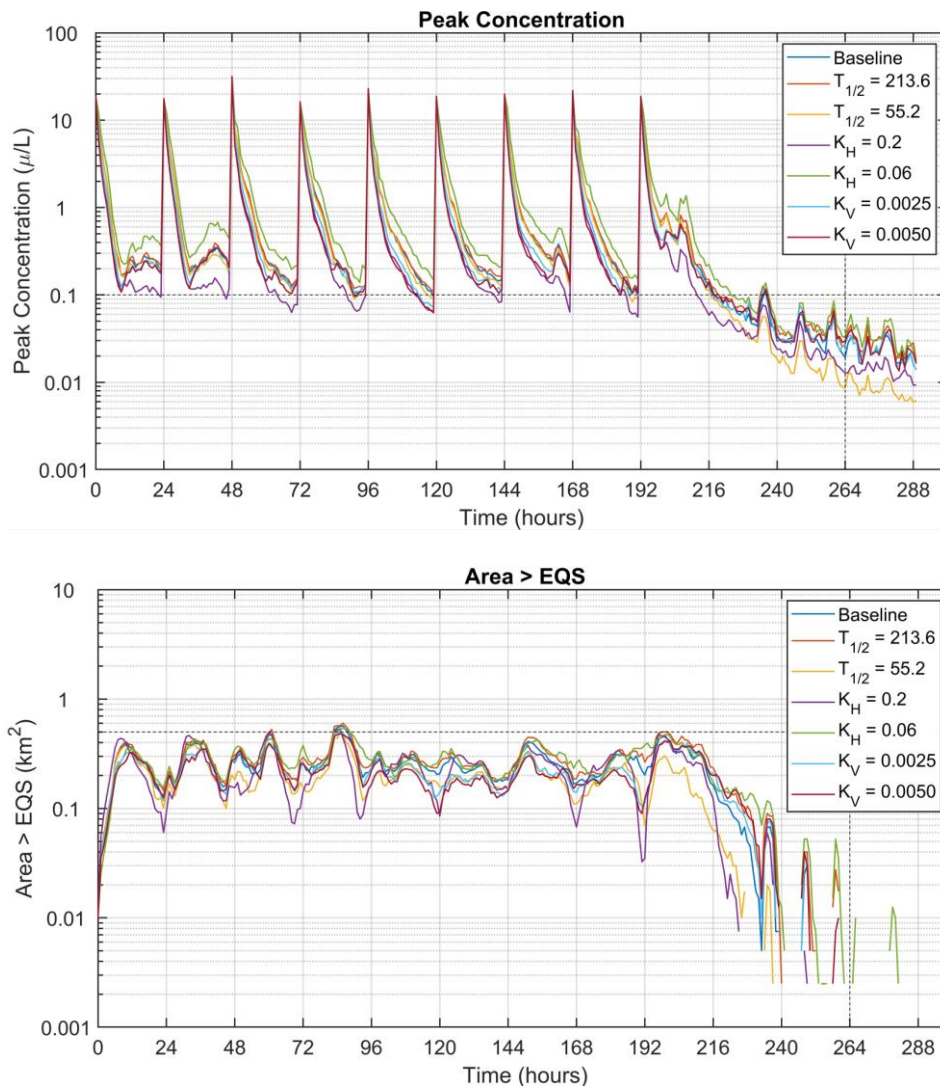 Peak Concentration
100
10
1
0.1
0.01
0.001
Peak Concentration (μ/L)
0 24 48 72 96 120 144 168 192 216 240 264 288
Time (hours)
Baseline
T1/2 = 213.6
T1/2 = 55.2
KH = 0.2
KH = 0.06
KV = 0.0025
KV = 0.0050
Area > EQS
10
1
0.1
0.01
0.001
Area > EQS (km²)
0 24 48 72 96 120 144 168 192 216 240 264 288
Time (hours)
Baseline
T1/2 = 213.6
T1/2 = 55.2
KH = 0.2
KH = 0.06
KV = 0.0025
KV = 0.0050